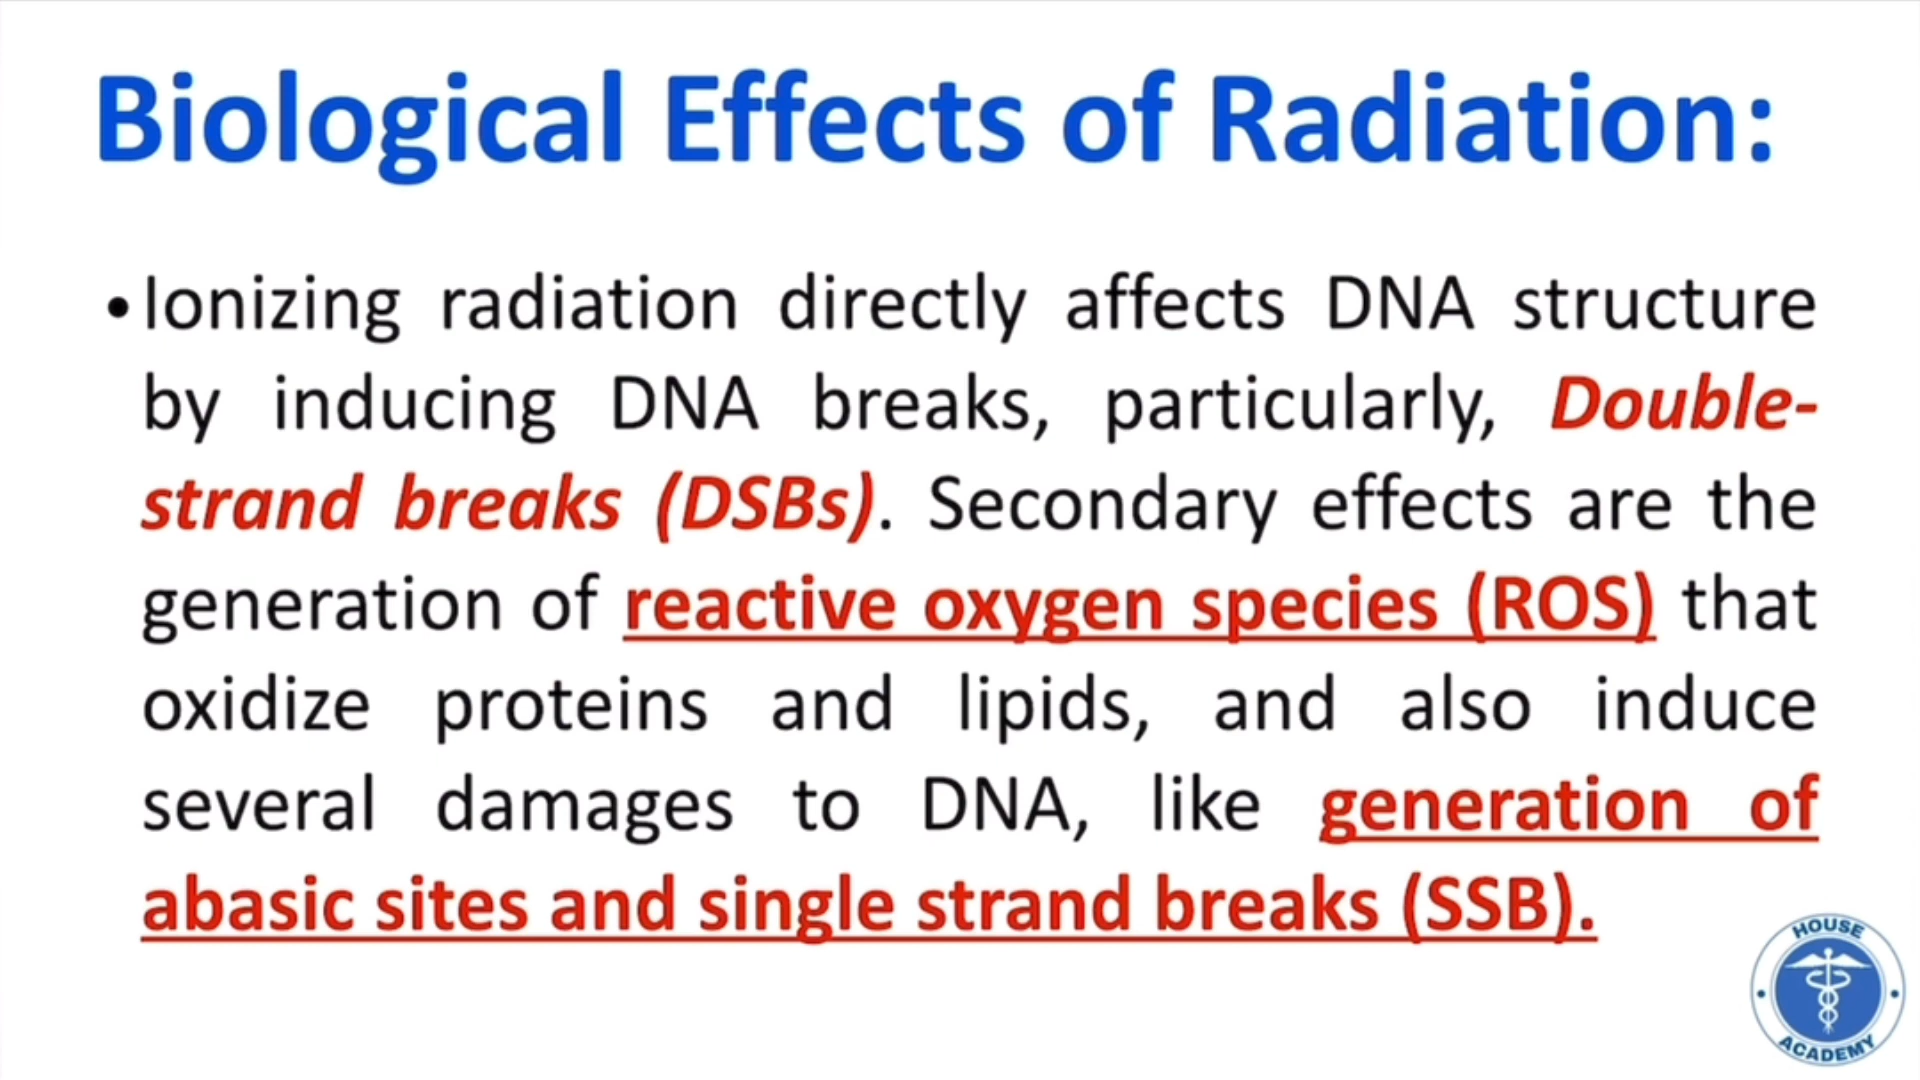 Biological Effects of Radiation:
•Ionizing radiation directly affects DNA structure
by inducing DNA breaks, particularly, Double-
strand breaks (DSBs). Secondary effects are the
generation of reactive oxygen species (ROS) that
oxidize proteins and lipids, and also induce
several damages to DNA, like generation of
abasic sites and single strand breaks (SSB).
HOUSE
ACADEMY